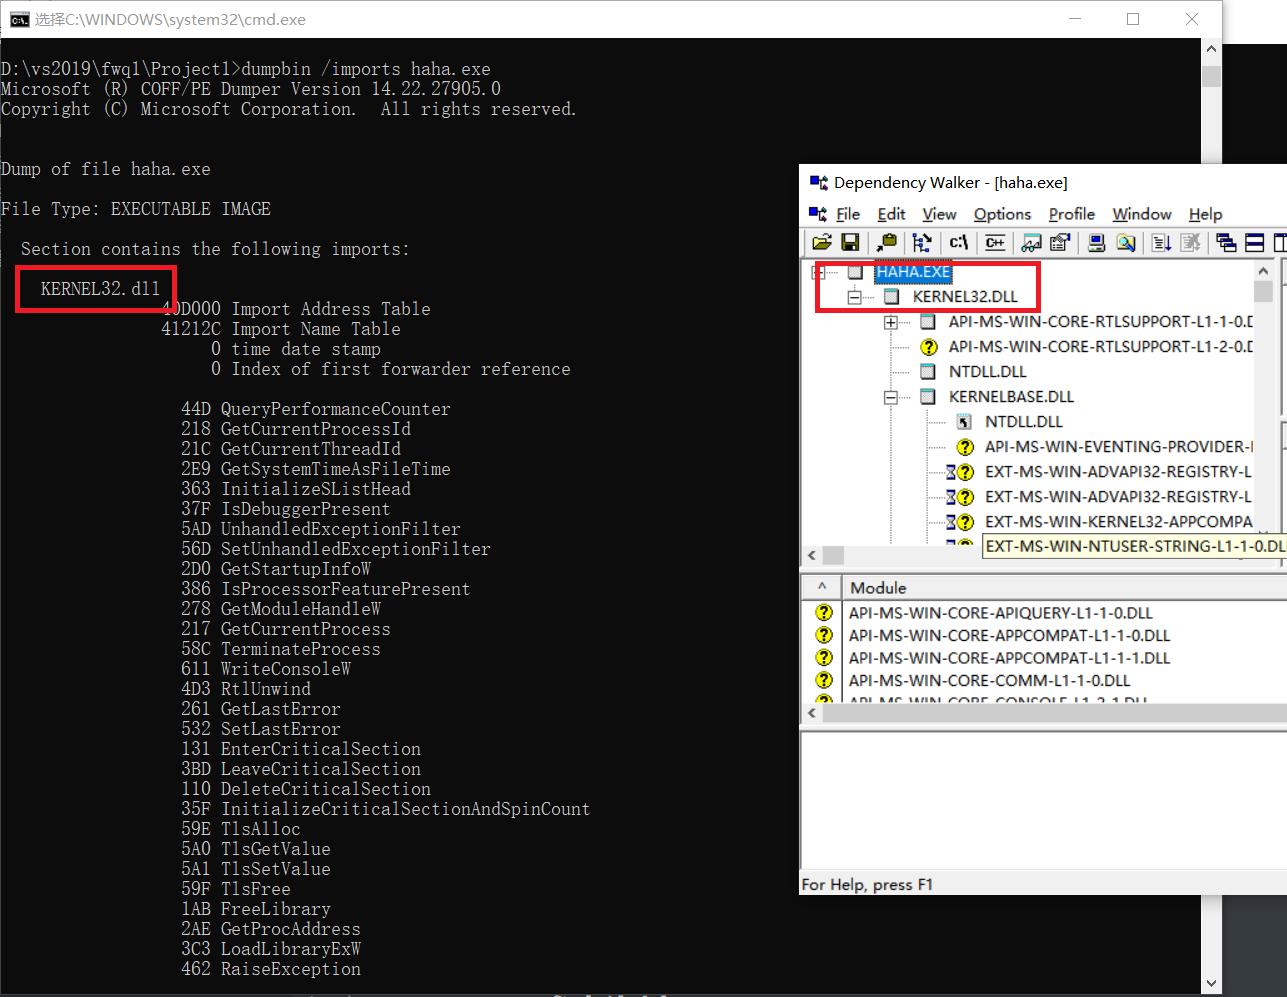 选择C:\WINDOWS\system32\cmd.exe
D:\vs2019\fwq1\Project1>dumpbin /imports haha.exe
Microsoft (R) COFF/PE Dumper Version 14.22.27905.0
Copyright (C) Microsoft Corporation.  All rights reserved.
Dump of file haha.exe
File Type: EXECUTABLE IMAGE
Section contains the following imports:
KERNEL32.dll
40D000 Import Address Table
41212C Import Name Table
0 time date stamp
0 Index of first forwarder reference
44D QueryPerformanceCounter
218 GetCurrentProcessId
21C GetCurrentThreadId
2E9 GetSystemTimeAsFileTime
363 InitializeSListHead
37F IsDebuggerPresent
5AD UnhandledExceptionFilter
56D SetUnhandledExceptionFilter
2D0 GetStartupInfoW
386 IsProcessorFeaturePresent
278 GetModuleHandleW
217 GetCurrentProcess
58C TerminateProcess
611 WriteConsoleW
4D3 RtlUnwind
261 GetLastError
532 SetLastError
131 EnterCriticalSection
3BD LeaveCriticalSection
110 DeleteCriticalSection
35F InitializeCriticalSectionAndSpinCount
59E TlsAlloc
5A0 TlsGetValue
5A1 TlsSetValue
59F TlsFree
1AB FreeLibrary
2AE GetProcAddress
3C3 LoadLibraryExW
462 RaiseException
Dependency Walker - [haha.exe]
File Edit View Options Profile Window Help
C:\ C++
HAHA.EXE
KERNEL32.DLL
API-MS-WIN-CORE-RTLSUPPORT-L1-1-0.D
API-MS-WIN-CORE-RTLSUPPORT-L1-2-0.D
NTDLL.DLL
KERNELBASE.DLL
NTDLL.DLL
API-MS-WIN-EVENTING-PROVIDER-
EXT-MS-WIN-ADVAPI32-REGISTRY-L
EXT-MS-WIN-ADVAPI32-REGISTRY-L
EXT-MS-WIN-KERNEL32-APPCOMPA
EXT-MS-WIN-NTUSER-STRING-L1-1-0.DL
^ Module
API-MS-WIN-CORE-APIQUERY-L1-1-0.DLL
API-MS-WIN-CORE-APPCOMPAT-L1-1-0.DLL
API-MS-WIN-CORE-APPCOMPAT-L1-1-1.DLL
API-MS-WIN-CORE-COMM-L1-1-0.DLL
API-MS-WIN-CORE-CONSOLE-L1-2-1.DLL
For Help, press F1